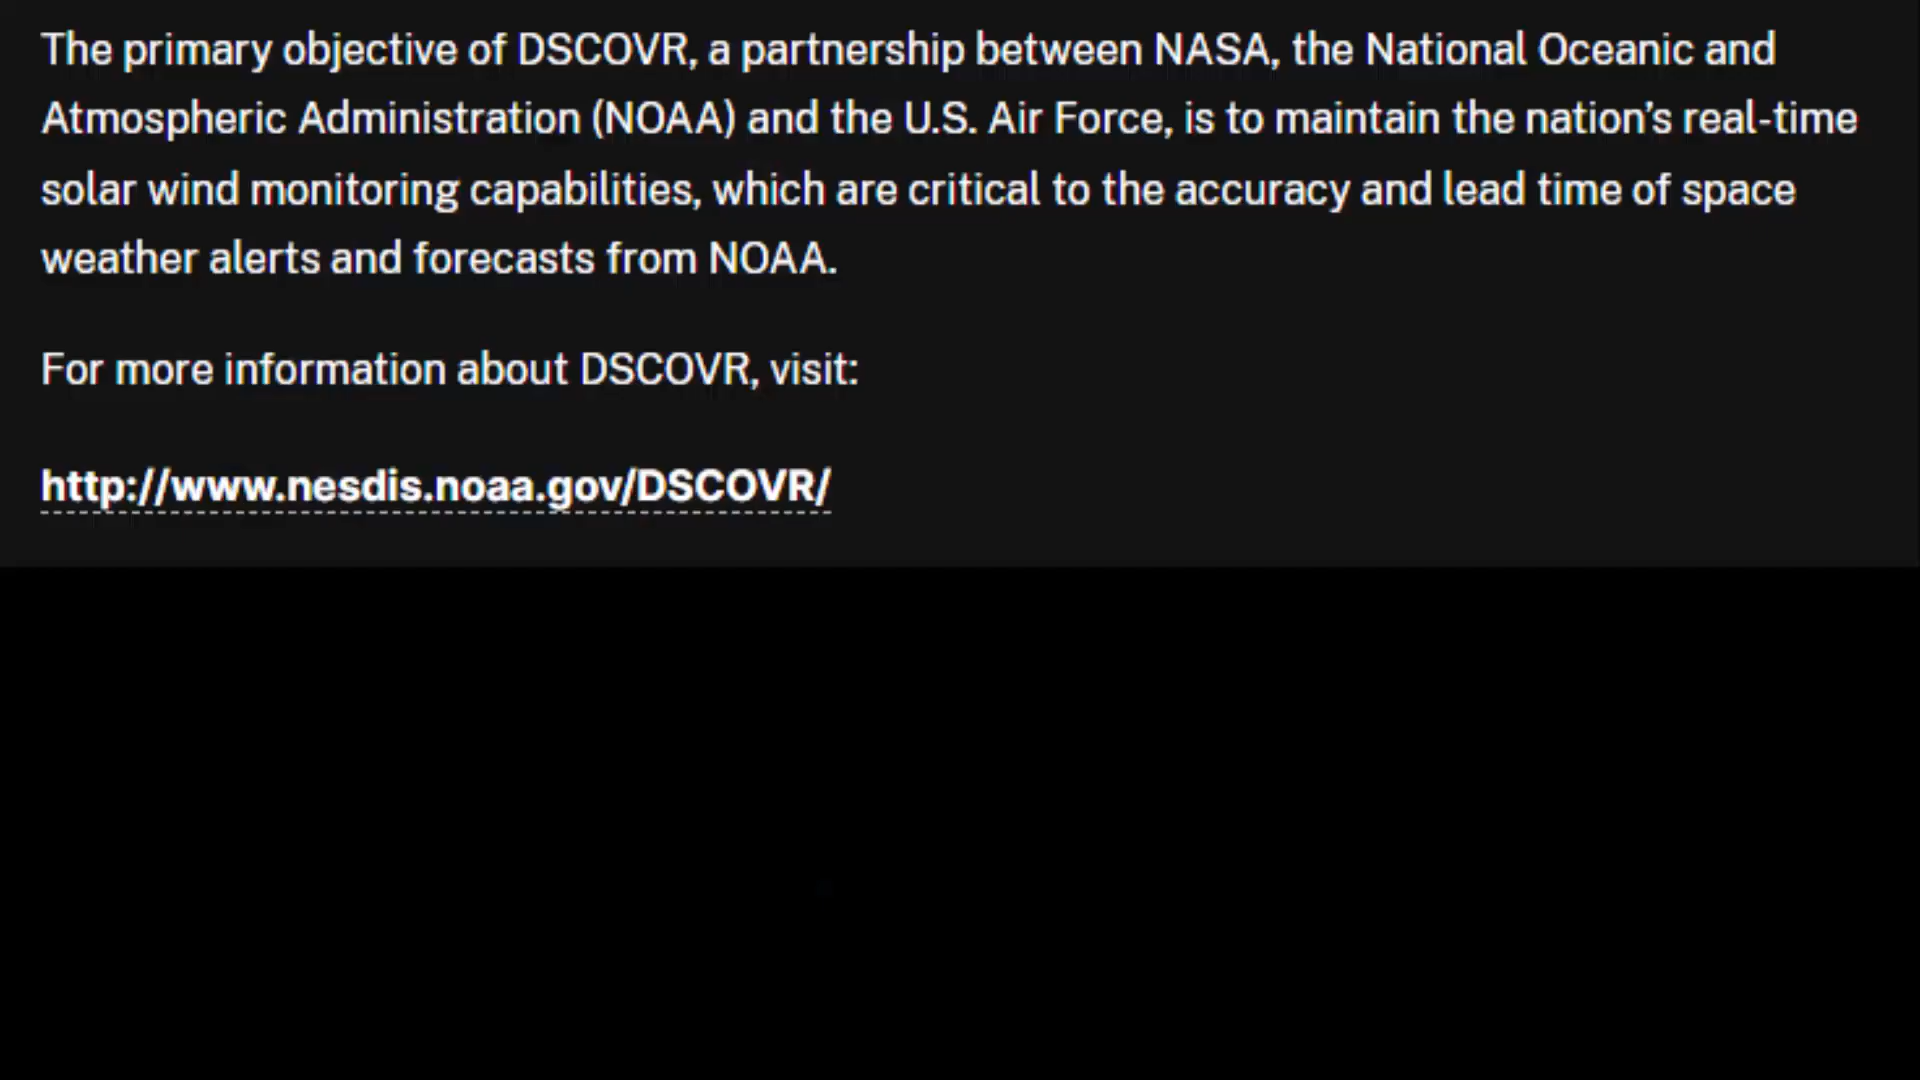 The primary objective of DSCOVR, a partnership between NASA, the National Oceanic and
Atmospheric Administration (NOAA) and the U.S. Air Force, is to maintain the nation’s real-time
solar wind monitoring capabilities, which are critical to the accuracy and lead time of space
weather alerts and forecasts from NOAA.
For more information about DSCOVR, visit:
http://www.nesdis.noaa.gov/DSCOVR/